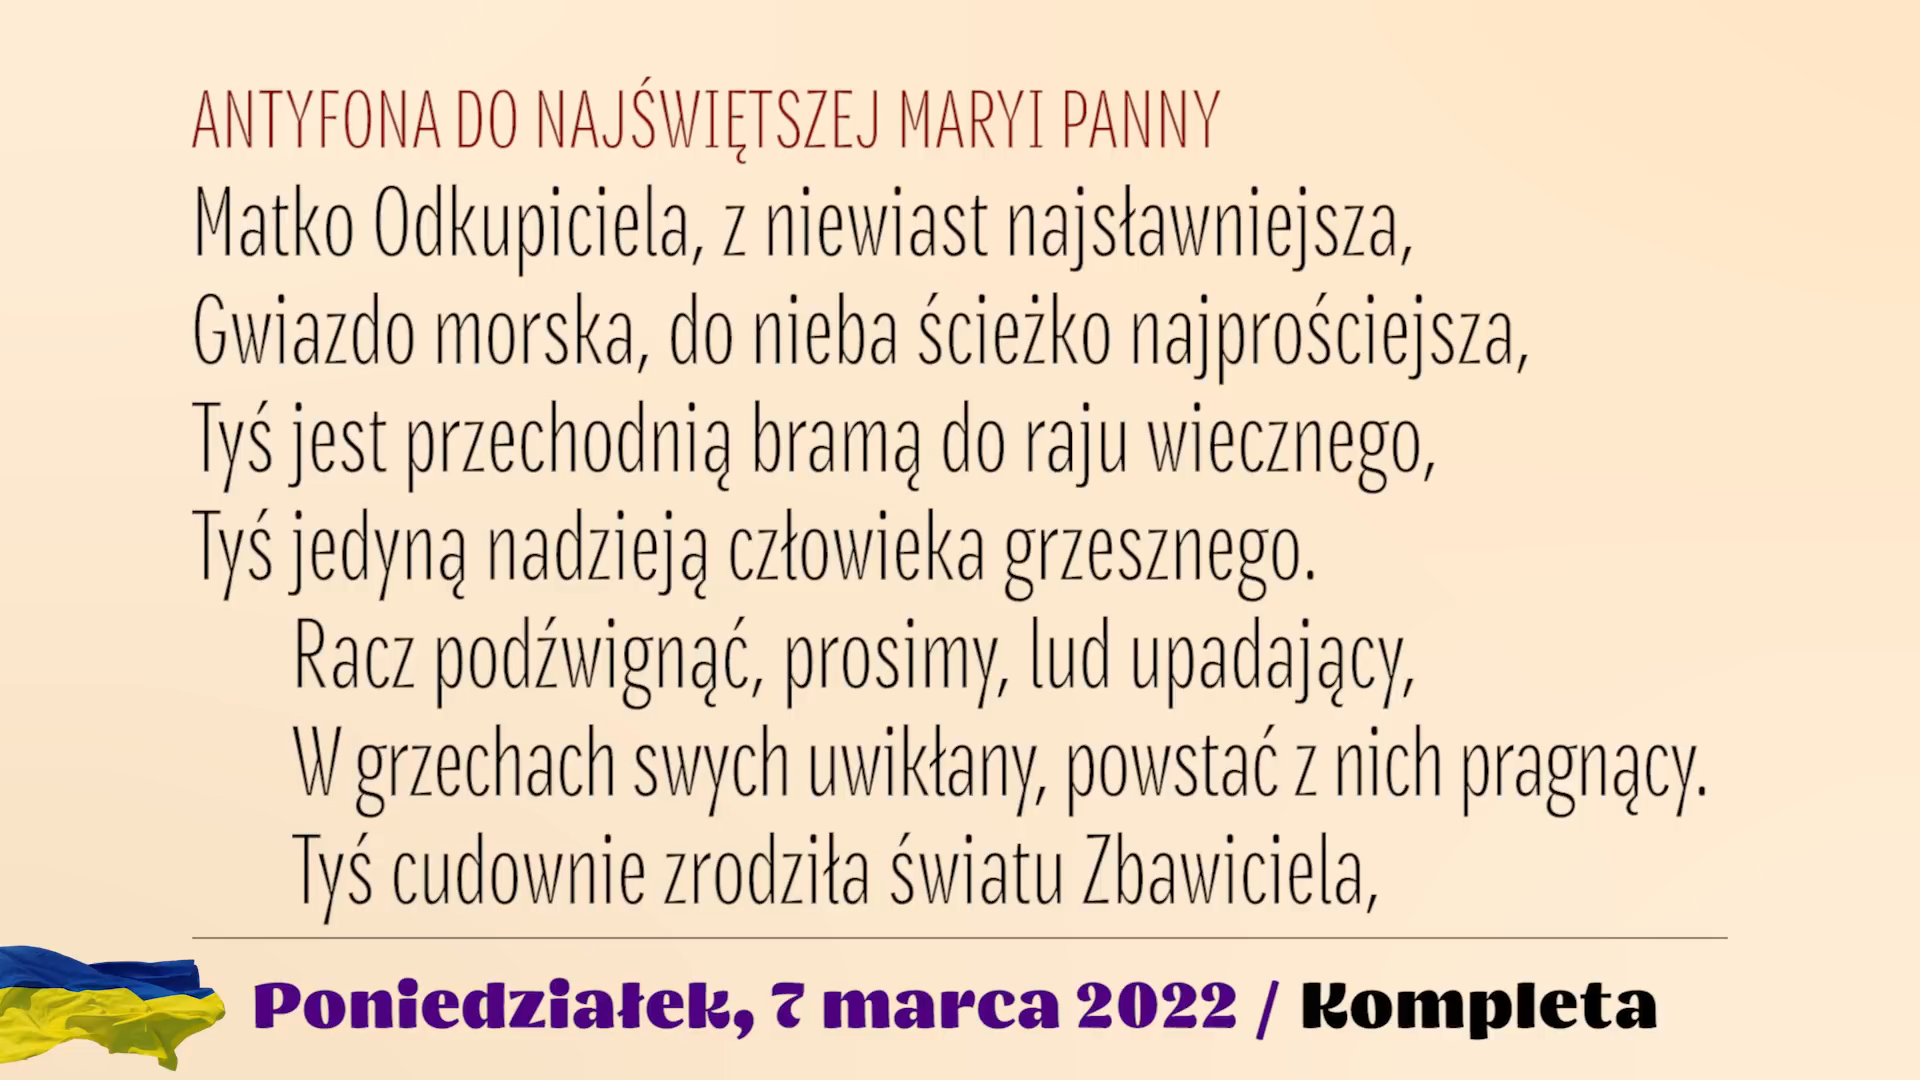 ANTYFONA DO NAJŚWIĘTSZEJ MARYI PANNY
Matko Odkupiciela, z niewiast najsławniejsza,
Gwiazdo morska, do nieba ścieżko najprościejsza,
Tyś jest przechodnią bramą do raju wiecznego,
Tyś jedyną nadzieją człowieka grzesznego.
Racz podźwignąć, prosimy, lud upadający,
W grzechach swych uwikłany, powstać z nich pragnący.
Tyś cudownie zrodziła światu Zbawiciela,
Poniedziałek, 7 marca 2022 / Kompleta